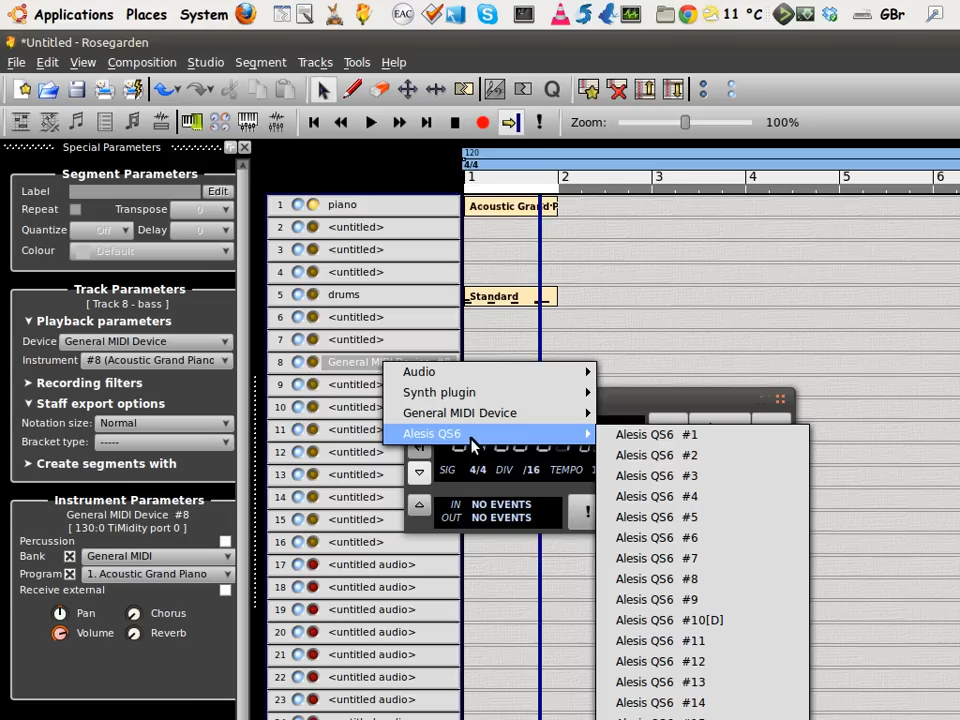 Applications Places System EAC 11 °C GBr
*Untitled - Rosegarden
File Edit View Composition Studio Segment Tracks Tools Help
Zoom: 100%
Special Parameters
120
4/4
1 2 3 4 5 6
Segment Parameters
Label Edit
Repeat Transpose 0
Quantize Off Delay 0
Colour Default
Track Parameters
[ Track 8 - bass ]
Playback parameters
Device General MIDI Device
Instrument #8 (Acoustic Grand Pianc
Recording filters
Staff export options
Notation size: Normal
Bracket type: -----
Create segments with
Instrument Parameters
General MIDI Device #8
[ 130:0 TiMidity port 0 ]
Percussion
Bank General MIDI
Program 1. Acoustic Grand Piano
Receive external
Pan Chorus
Volume Reverb
1 piano Acoustic Grand P
2 <untitled>
3 <untitled>
4 <untitled>
5 drums Standard
6 <untitled>
7 <untitled>
8 General MIDI Device #8
9 <untitled>
10 <untitled>
11 <untitled>
12 <untitled>
13 <untitled>
14 <untitled>
15 <untitled>
16 <untitled>
17 <untitled audio>
18 <untitled audio>
19 <untitled audio>
20 <untitled audio>
21 <untitled audio>
22 <untitled audio>
23 <untitled audio>
Audio
Synth plugin
General MIDI Device
Alesis QS6
SIG 4/4 DIV /16 TEMPO
IN NO EVENTS
OUT NO EVENTS
!
Alesis QS6 #1
Alesis QS6 #2
Alesis QS6 #3
Alesis QS6 #4
Alesis QS6 #5
Alesis QS6 #6
Alesis QS6 #7
Alesis QS6 #8
Alesis QS6 #9
Alesis QS6 #10[D]
Alesis QS6 #11
Alesis QS6 #12
Alesis QS6 #13
Alesis QS6 #14